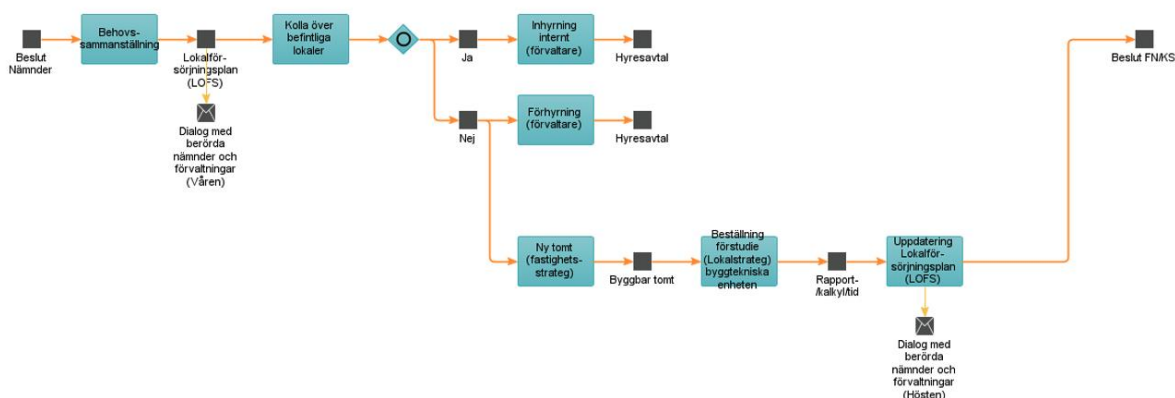 Beslut
Nämnder
Behovs-
sammanställning
Lokalför-
sörjningsplan
(LOFS)
Dialog med
berörda
nämnder och
förvaltningar
(Våren)
Kolla över
befintliga
lokaler
Ja
Inhyrning
internt
(förvaltare)
Hyresavtal
Nej
Förhyrning
(förvaltare)
Hyresavtal
Ny tomt
(fastighets-
strateg)
Byggbar tomt
Beställning
förstudie
(Lokalstrateg)
byggtekniska
enheten
Rapport-
/kalkyl/tid
Uppdatering
Lokalför-
sörjningsplan
(LOFS)
Dialog med
berörda
nämnder och
förvaltningar
(Hösten)
Beslut FN/KS